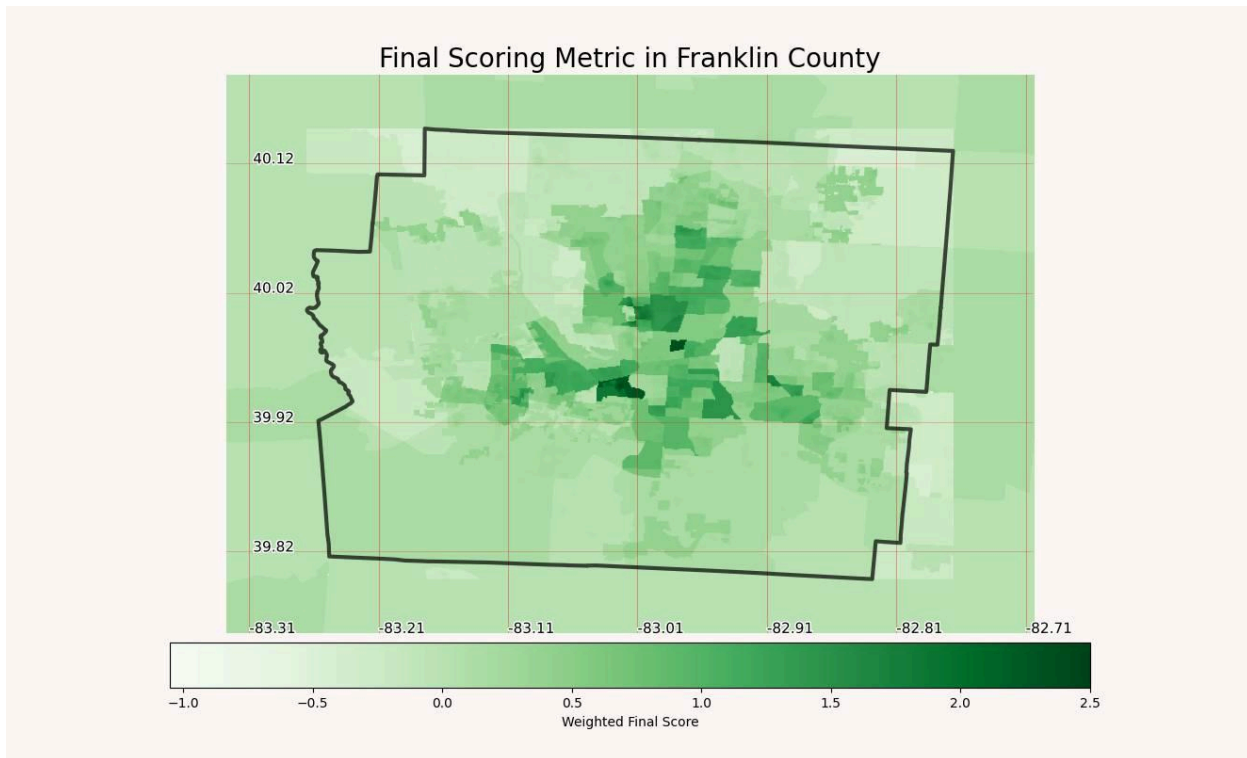 Final Scoring Metric in Franklin County
40.12
40.02
39.92
39.82
-83.31 -83.21 -83.11 -83.01 -82.91 -82.81 -82.71
−1.0 −0.5 0.0 0.5 1.0 1.5 2.0 2.5
Weighted Final Score